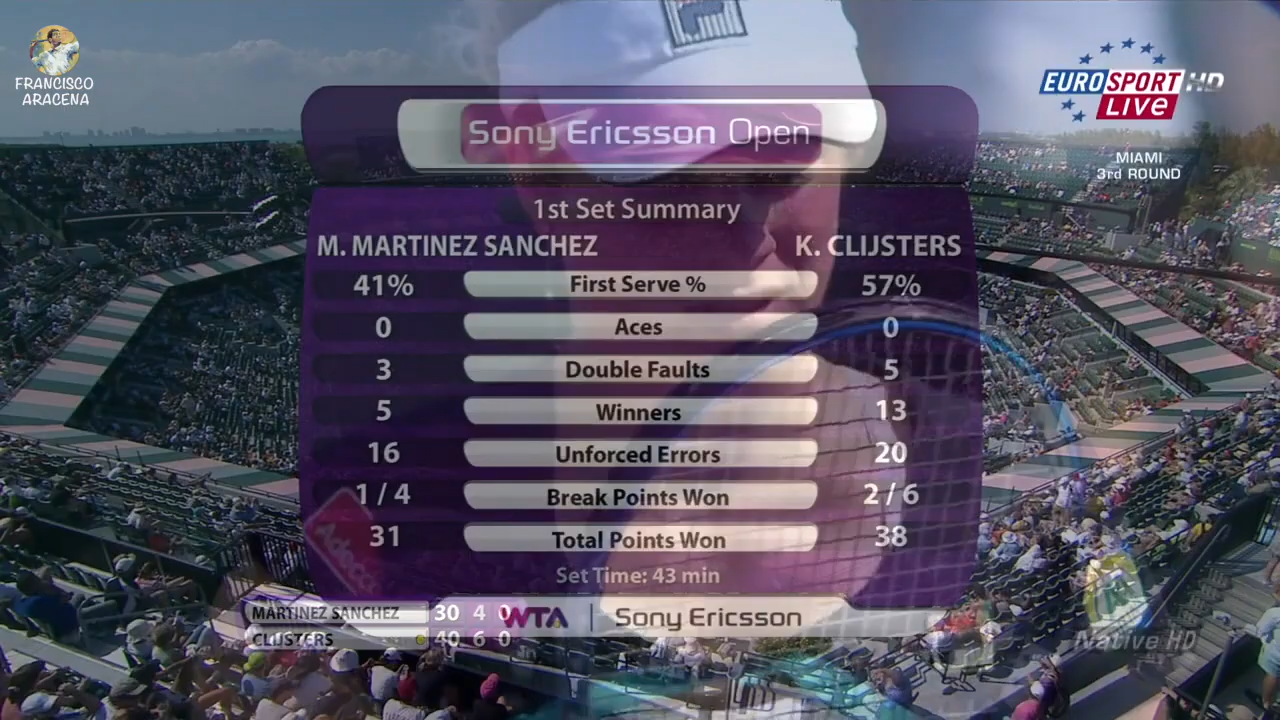 FRANCISCO
ARACENA
EUROSPORT HD
LIVE
MIAMI
3rd ROUND
Sony Ericsson Open
1st Set Summary
M. MARTINEZ SANCHEZ K. CLIJSTERS
41% First Serve % 57%
0 Aces 0
3 Double Faults 5
5 Winners 13
16 Unforced Errors 20
1 / 4 Break Points Won 2 / 6
31 Total Points Won 38
Set Time: 43 min
Adecco
MARTINEZ SANCHEZ 30 4 0
CLIJSTERS 40 6 0
WTA | Sony Ericsson
Native HD